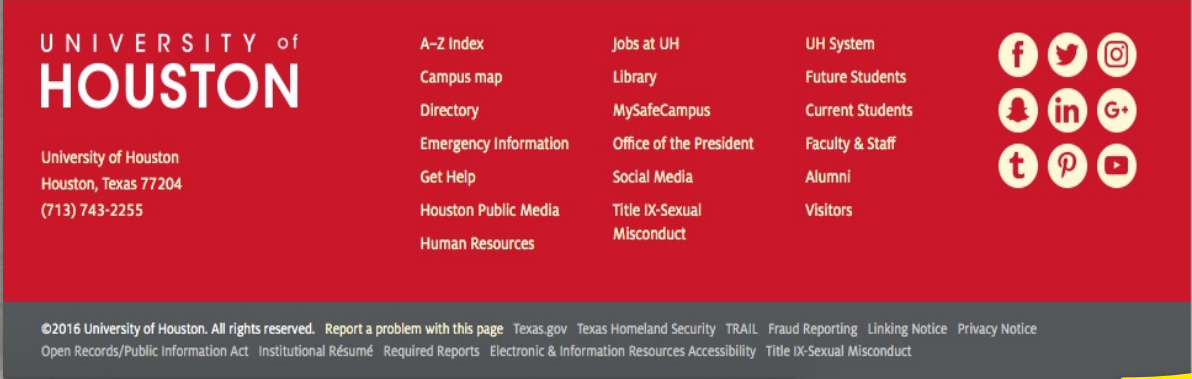 UNIVERSITY of
HOUSTON
University of Houston
Houston, Texas 77204
(713) 743-2255
A–Z Index
Campus map
Directory
Emergency Information
Get Help
Houston Public Media
Human Resources
Jobs at UH
Library
MySafeCampus
Office of the President
Social Media
Title IX-Sexual
Misconduct
UH System
Future Students
Current Students
Faculty & Staff
Alumni
Visitors
©2016 University of Houston. All rights reserved. Report a problem with this page Texas.gov Texas Homeland Security TRAIL Fraud Reporting Linking Notice Privacy Notice
Open Records/Public Information Act Institutional Résumé Required Reports Electronic & Information Resources Accessibility Title IX-Sexual Misconduct